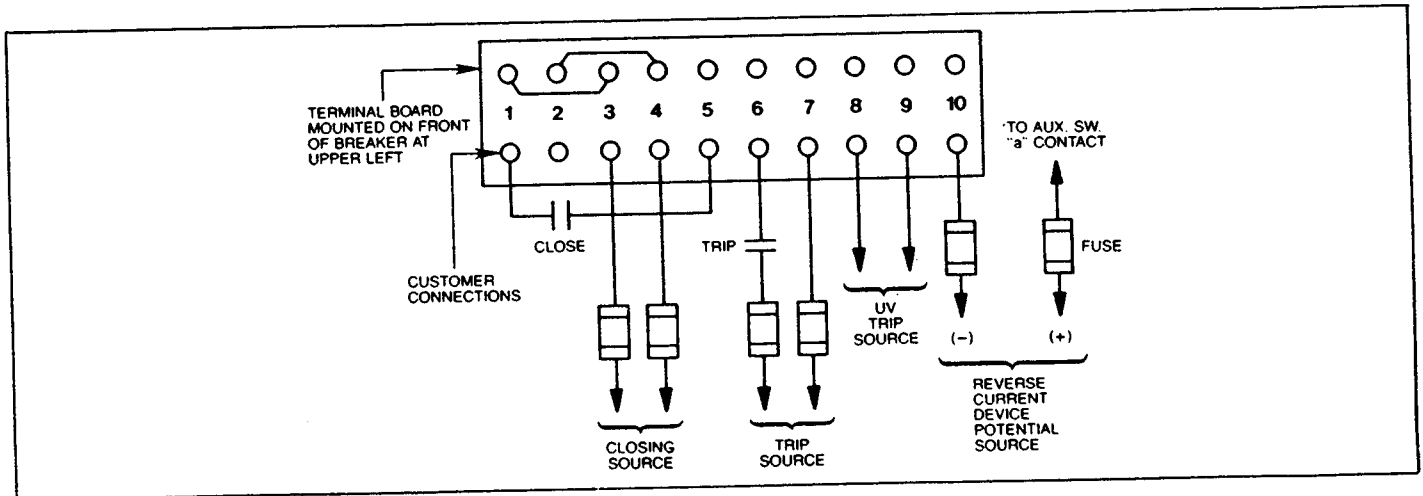 TERMINAL BOARD
MOUNTED ON FRONT
OF BREAKER AT
UPPER LEFT
1 2 3 4 5 6 7 8 9 10
TO AUX. SW.
"a" CONTACT
CLOSE
TRIP
FUSE
CUSTOMER
CONNECTIONS
UV
TRIP
SOURCE
(-) (+)
REVERSE
CURRENT
DEVICE
POTENTIAL
SOURCE
CLOSING
SOURCE
TRIP
SOURCE